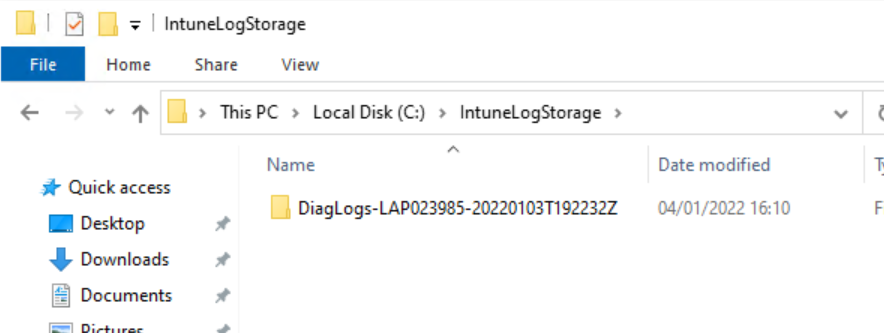 IntuneLogStorage
File Home Share View
This PC Local Disk (C:) IntuneLogStorage
Name Date modified
Quick access
DiagLogs-LAP023985-20220103T192232Z 04/01/2022 16:10
Desktop
Downloads
Documents
Pictures